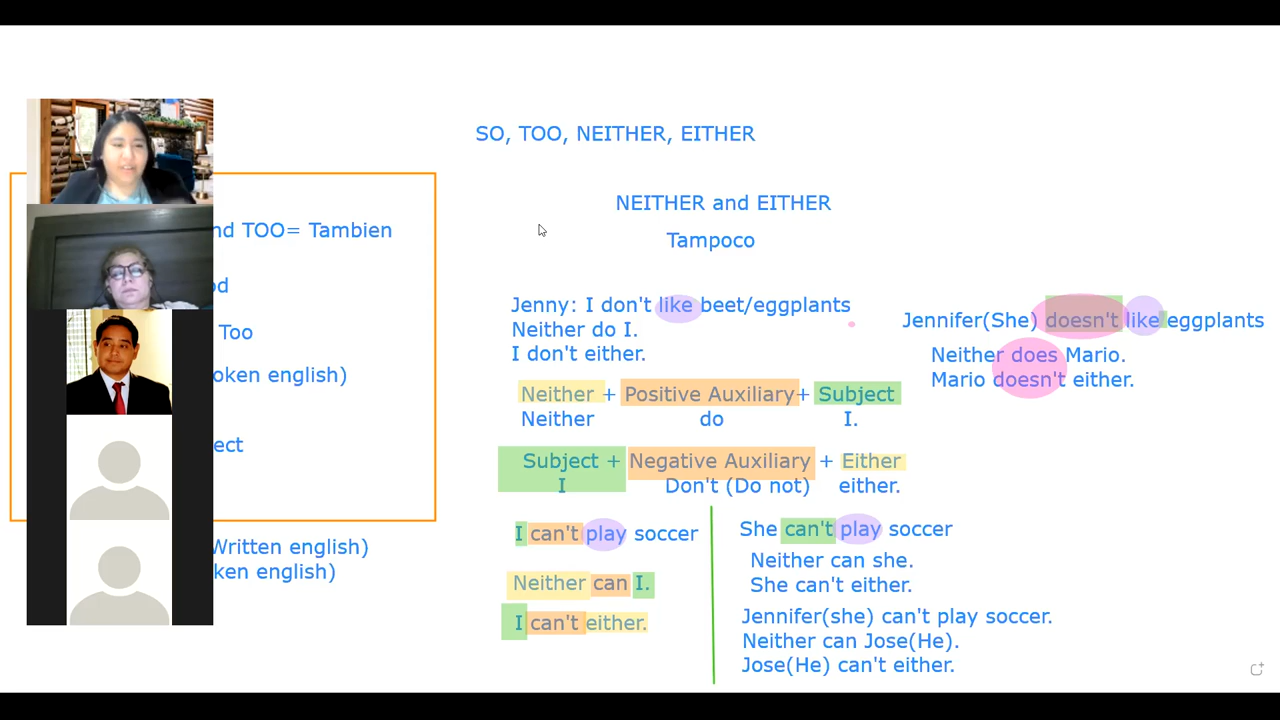 SO, TOO, NEITHER, EITHER
TOO= Tambien
Too
english)
Written english)
english)
NEITHER and EITHER
Tampoco
Jenny: I don't like beet/eggplants
Neither do I.
I don't either.
Neither + Positive Auxiliary+ Subject
Neither do I.
Subject + Negative Auxiliary + Either
I Don't (Do not) either.
I can't play soccer
Neither can I.
I can't either.
She can't play soccer
Neither can she.
She can't either.
Jennifer(she) can't play soccer.
Neither can Jose(He).
Jose(He) can't either.
Jennifer(She) doesn't like eggplants
Neither does Mario.
Mario doesn't either.